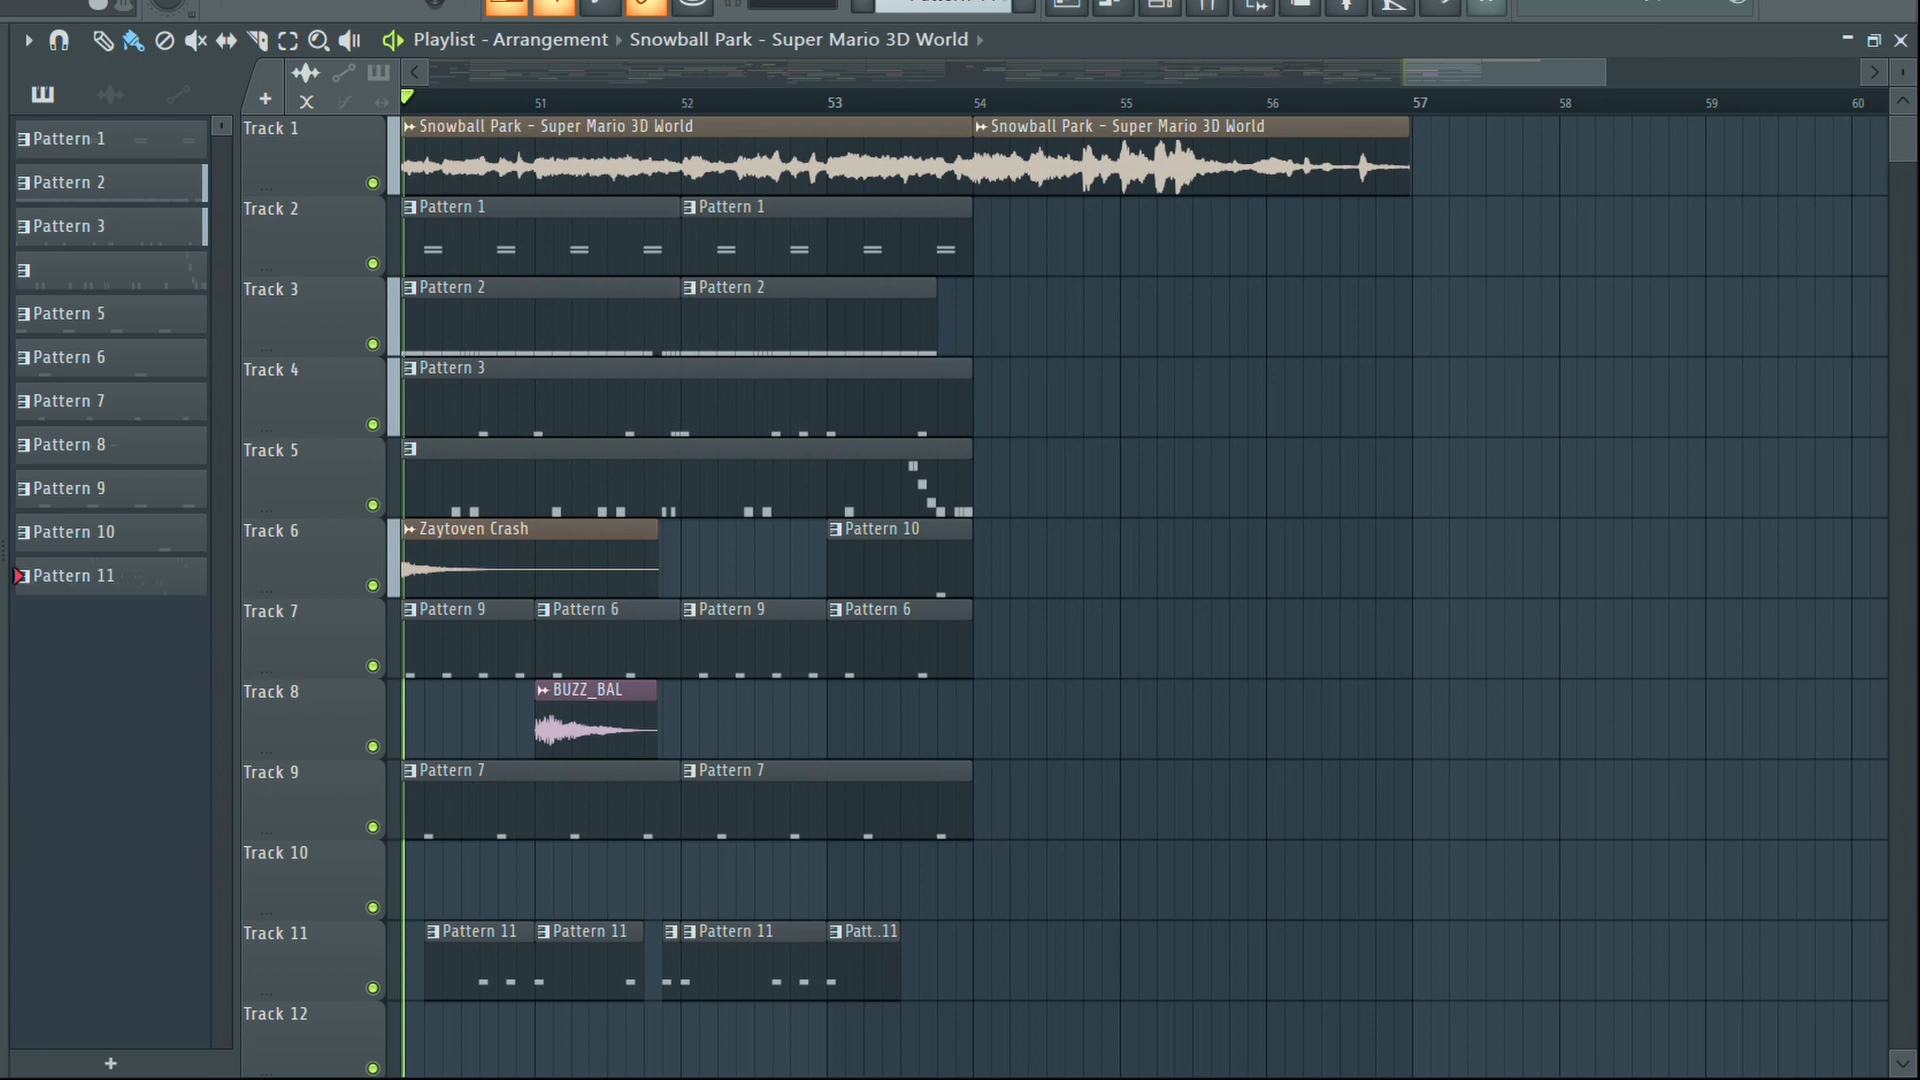 Playlist - Arrangement Snowball Park - Super Mario 3D World
51 52 53 54 55 56 57 58 59 60
Pattern 1
Pattern 2
Pattern 3
Pattern 5
Pattern 6
Pattern 7
Pattern 8
Pattern 9
Pattern 10
Pattern 11
Track 1
Snowball Park - Super Mario 3D World Snowball Park - Super Mario 3D World
Track 2
Pattern 1 Pattern 1
Track 3
Pattern 2 Pattern 2
Track 4
Pattern 3
Track 5
Track 6
Zaytoven Crash Pattern 10
Track 7
Pattern 9 Pattern 6 Pattern 9 Pattern 6
Track 8
BUZZ_BAL
Track 9
Pattern 7 Pattern 7
Track 10
Track 11
Pattern 11 Pattern 11 Pattern 11 Patt..11
Track 12